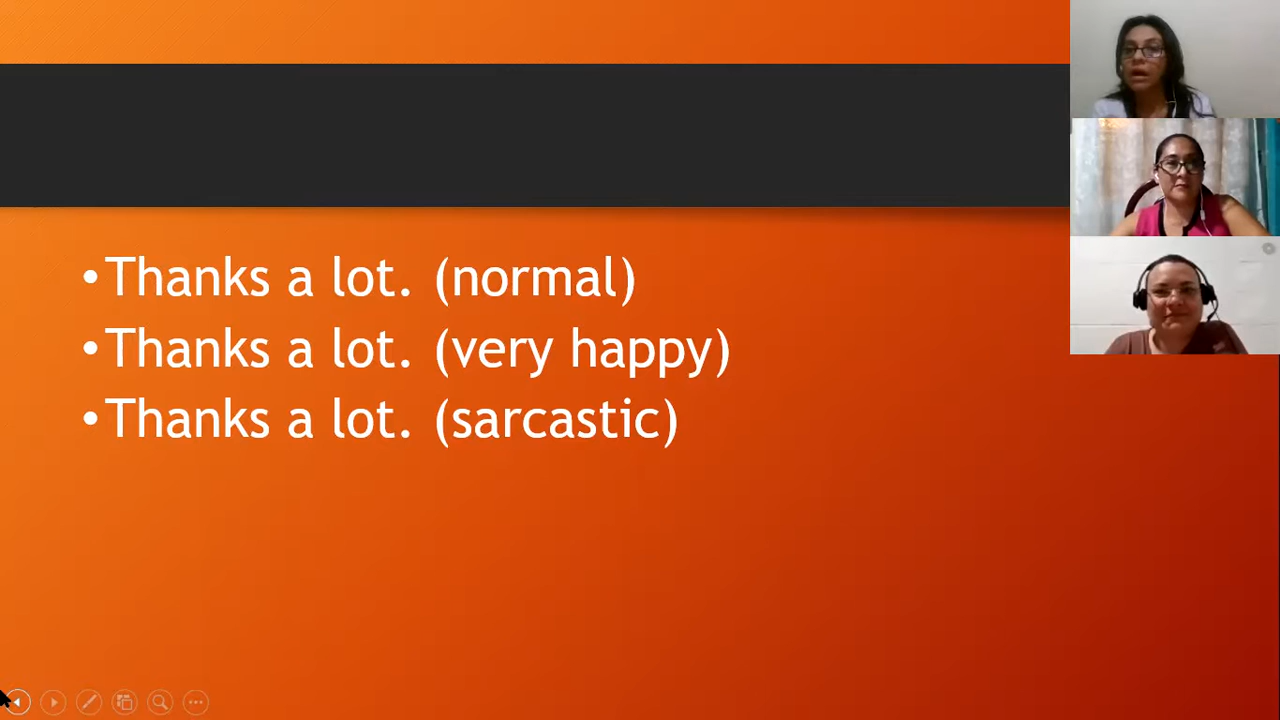 •Thanks a lot. (normal)
•Thanks a lot. (very happy)
•Thanks a lot. (sarcastic)